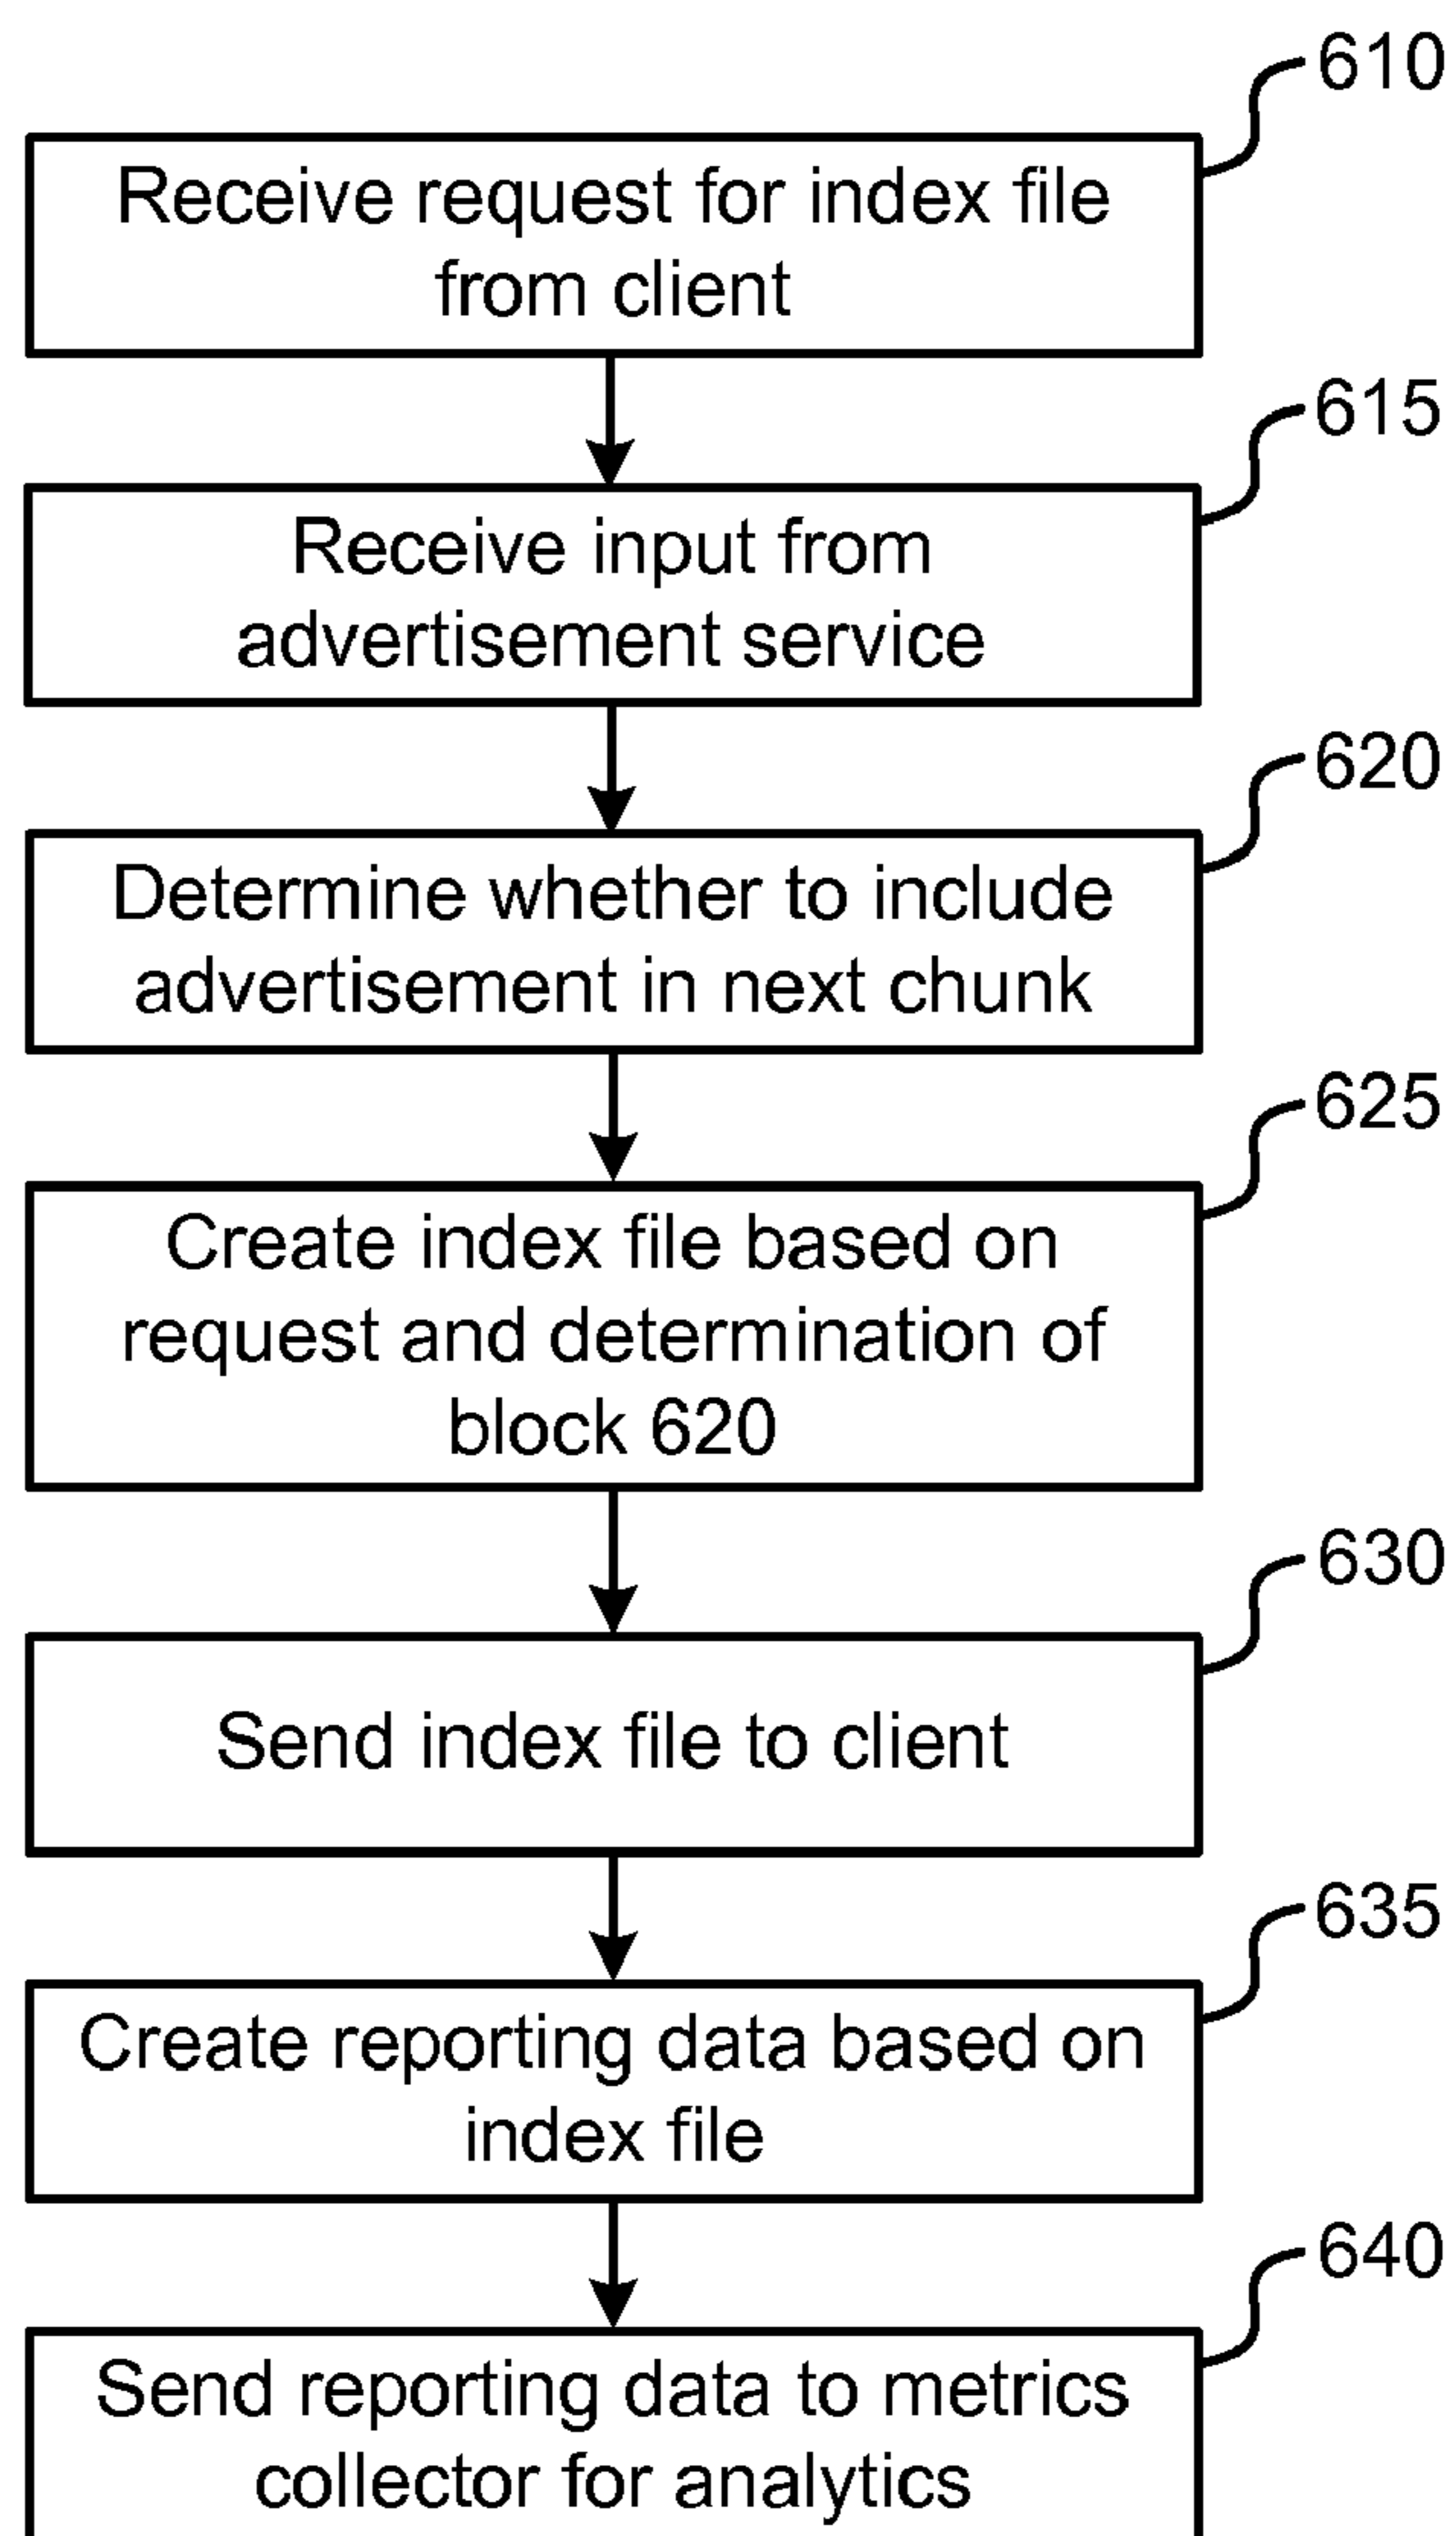 610
Receive request for index file
from client
615
Receive input from
advertisement service
620
Determine whether to include
advertisement in next chunk
625
Create index file based on
request and determination of
block 620
630
Send index file to client
635
Create reporting data based on
index file
640
Send reporting data to metrics
collector for analytics